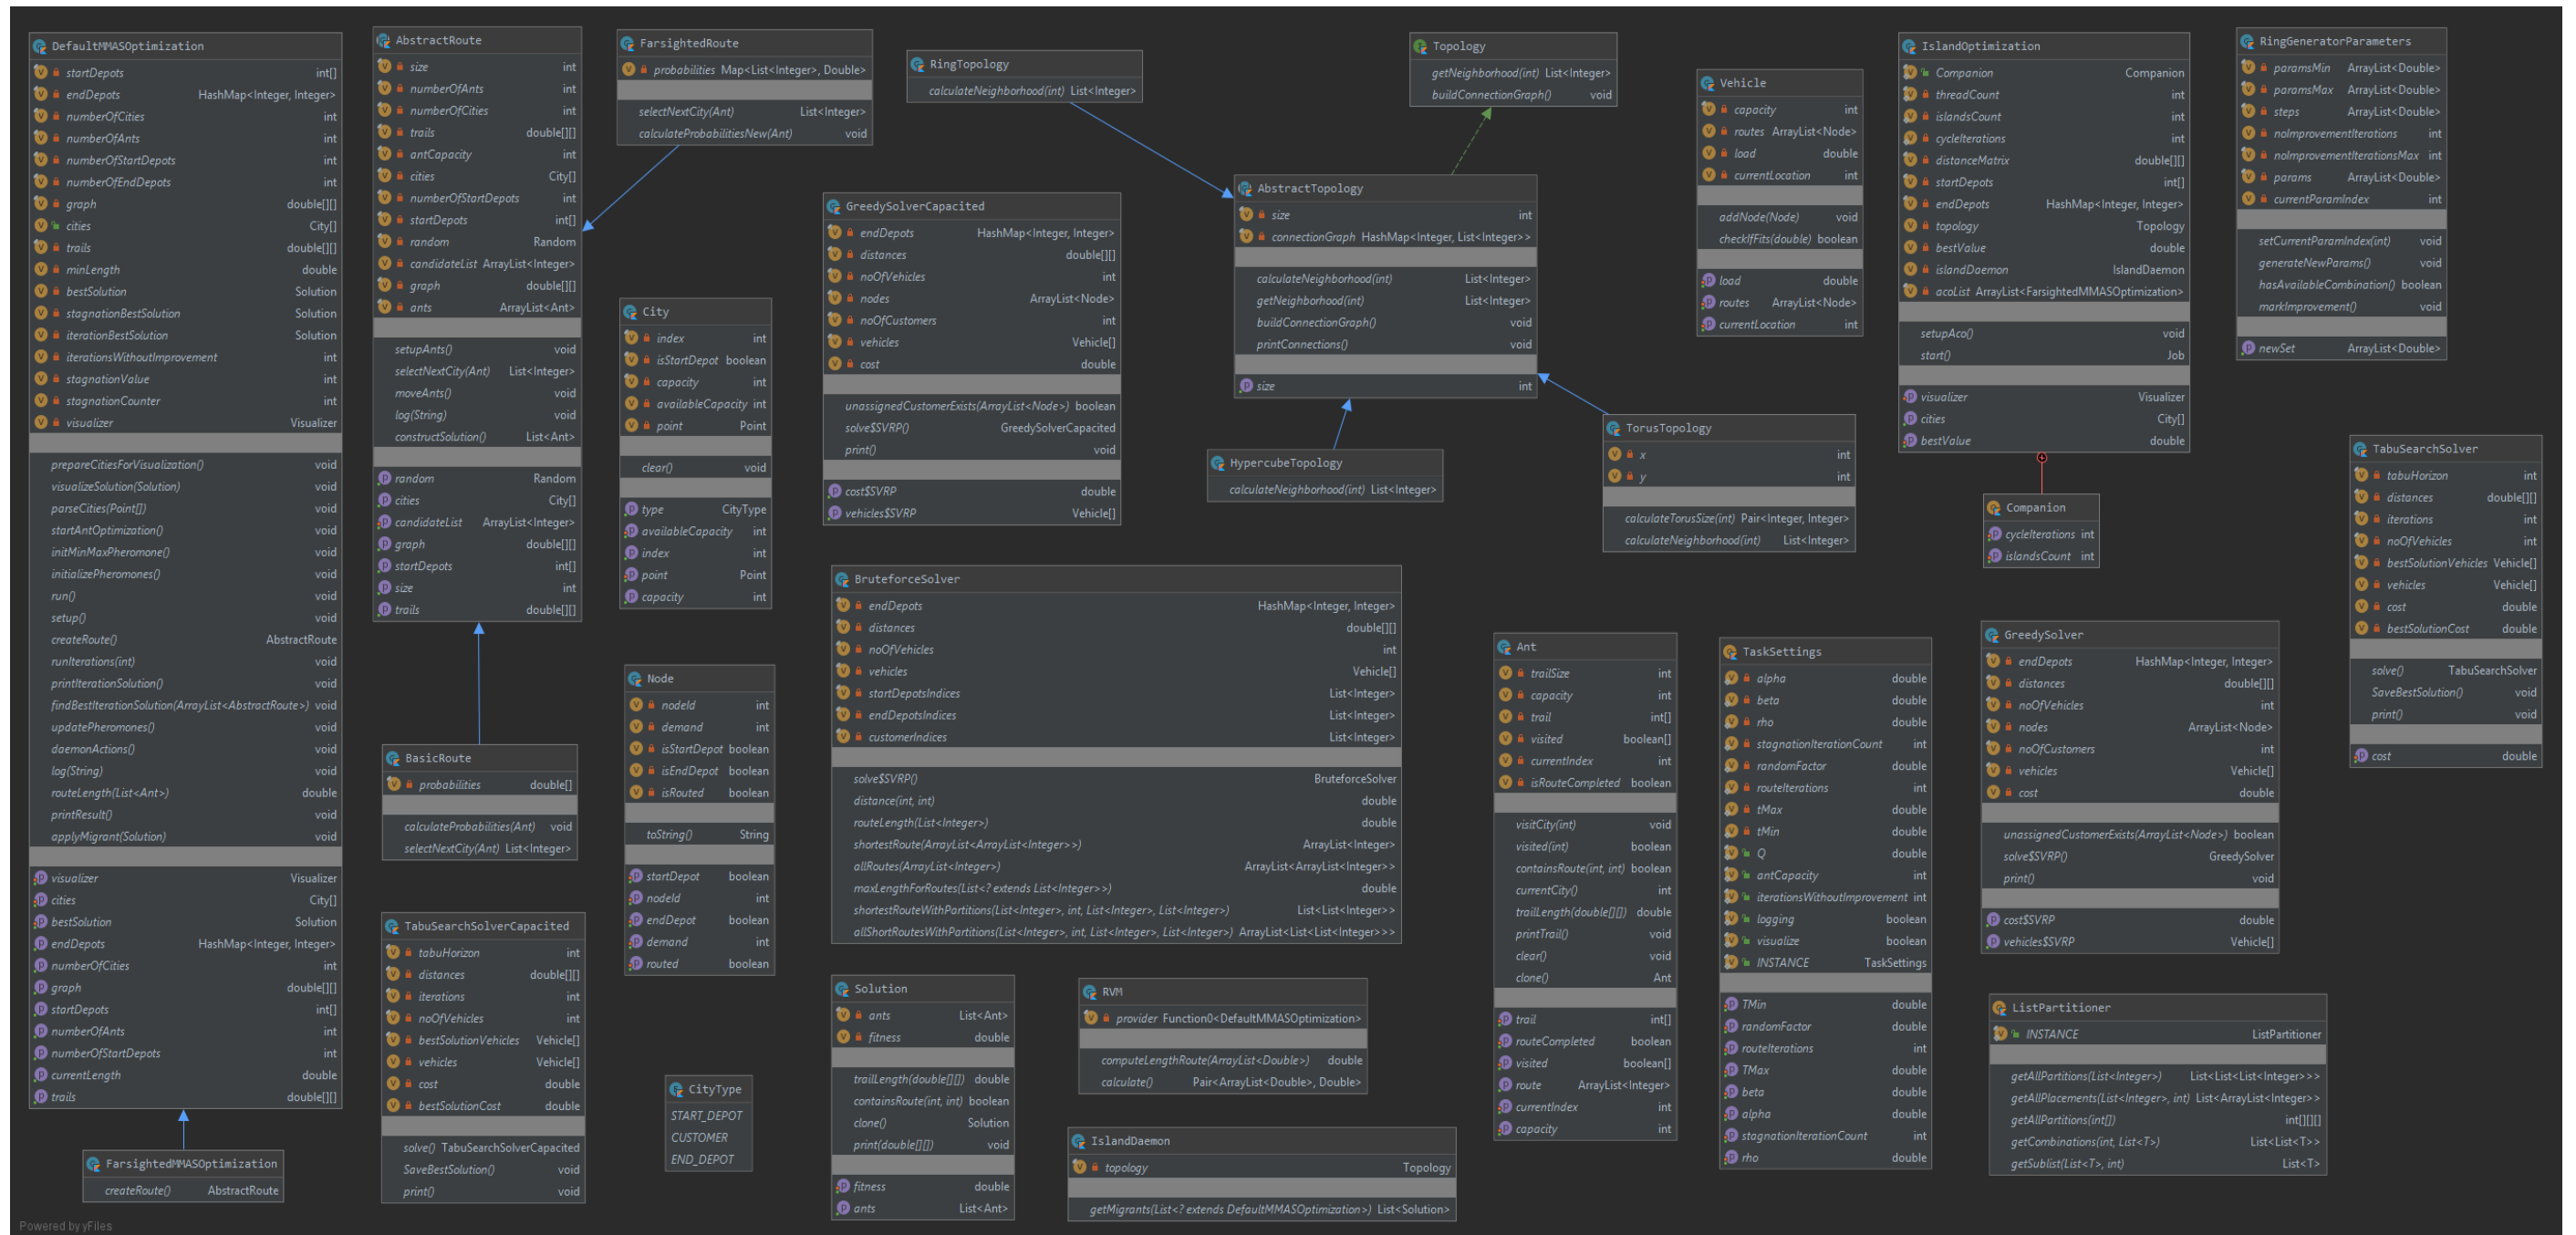 DefaultMMASOptimization
startDepots int[]
endDepots HashMap<Integer, Integer>
numberOfCities int
numberOfAnts int
numberOfStartDepots int
numberOfEndDepots int
graph double[][]
cities City[]
trails double[][]
minLength double
bestSolution Solution
stagnationBestSolution Solution
iterationBestSolution Solution
iterationsWithoutImprovement int
stagnationValue int
stagnationCounter int
visualizer Visualizer
prepareCitiesForVisualization() void
visualizeSolution(Solution) void
parseCities(Point[]) void
startAntOptimization() void
initMinMaxPheromone() void
initializePheromones() void
run() void
setup() void
createRoute() AbstractRoute
runIterations(int) void
printIterationSolution() void
findBestIterationSolution(ArrayList<AbstractRoute>) void
updatePheromones() void
daemonActions() void
log(String) void
routeLength(List<Ant>) double
printResult() void
applyMigrant(Solution) void
visualizer Visualizer
cities City[]
bestSolution Solution
endDepots HashMap<Integer, Integer>
numberOfCities int
graph double[][]
startDepots int[]
numberOfAnts int
numberOfStartDepots int
currentLength double
trails double[][]
FarsightedMMASOptimization
createRoute() AbstractRoute
AbstractRoute
size int
numberOfAnts int
numberOfCities int
trails double[][]
antCapacity int
cities City[]
numberOfStartDepots int
startDepots int[]
random Random
candidateList ArrayList<Integer>
graph double[][]
ants ArrayList<Ant>
setupAnts() void
selectNextCity(Ant) List<Integer>
moveAnts() void
log(String) void
constructSolution() List<Ant>
random Random
cities City[]
candidateList ArrayList<Integer>
graph double[][]
startDepots int[]
size int
trails double[][]
BasicRoute
probabilities double[]
calculateProbabilities(Ant) void
selectNextCity(Ant) List<Integer>
TabuSearchSolverCapacited
tabuHorizon int
distances double[][]
iterations int
noOfVehicles int
bestSolutionVehicles Vehicle[]
vehicles Vehicle[]
cost double
bestSolutionCost double
solve() TabuSearchSolverCapacited
SaveBestSolution() void
print() void
FarsightedRoute
probabilities Map<List<Integer>, Double>
selectNextCity(Ant) List<Integer>
calculateProbabilitiesNew(Ant) void
City
index int
isStartDepot boolean
capacity int
availableCapacity int
point Point
clear() void
type CityType
availableCapacity int
index int
point Point
capacity int
Node
nodeId int
demand int
isStartDepot boolean
isEndDepot boolean
isRouted boolean
toString() String
startDepot boolean
nodeId int
endDepot boolean
demand int
routed boolean
CityType
START_DEPOT
CUSTOMER
END_DEPOT
RingTopology
calculateNeighborhood(int) List<Integer>
GreedySolverCapacited
endDepots HashMap<Integer, Integer>
distances double[][]
noOfVehicles int
nodes ArrayList<Node>
noOfCustomers int
vehicles Vehicle[]
cost double
unassignedCustomerExists(ArrayList<Node>) boolean
solve$SVRP() GreedySolverCapacited
print() void
cost$SVRP double
vehicles$SVRP Vehicle[]
BruteforceSolver
endDepots HashMap<Integer, Integer>
distances double[][]
noOfVehicles int
vehicles Vehicle[]
startDepotsIndices List<Integer>
endDepotsIndices List<Integer>
customerIndices List<Integer>
solve$SVRP() BruteforceSolver
distance(int, int) double
routeLength(List<Integer>) double
shortestRoute(ArrayList<ArrayList<Integer>>) ArrayList<Integer>
allRoutes(ArrayList<Integer>) ArrayList<ArrayList<Integer>>
maxLengthForRoutes(List<? extends List<Integer>>) double
shortestRouteWithPartitions(List<Integer>, int, List<Integer>, List<Integer>) List<List<Integer>>
allShortRoutesWithPartitions(List<Integer>, int, List<Integer>, List<Integer>) ArrayList<List<List<Integer>>>
Solution
ants List<Ant>
fitness double
trailLength(double[][]) double
containsRoute(int, int) boolean
clone() Solution
print(double[][]) void
fitness double
ants List<Ant>
RVM
provider Function0<DefaultMMASOptimization>
computeLengthRoute(ArrayList<Double>) double
calculate() Pair<ArrayList<Double>, Double>
IslandDaemon
topology Topology
getMigrants(List<? extends DefaultMMASOptimization>) List<Solution>
Topology
getNeighborhood(int) List<Integer>
buildConnectionGraph() void
AbstractTopology
size int
connectionGraph HashMap<Integer, List<Integer>>
calculateNeighborhood(int) List<Integer>
getNeighborhood(int) List<Integer>
buildConnectionGraph() void
printConnections() void
size int
HypercubeTopology
calculateNeighborhood(int) List<Integer>
TorusTopology
x int
y int
calculateTorusSize(int) Pair<Integer, Integer>
calculateNeighborhood(int) List<Integer>
Vehicle
capacity int
routes ArrayList<Node>
load double
currentLocation int
addNode(Node) void
checkIfFits(double) boolean
load double
routes ArrayList<Node>
currentLocation int
Ant
trailSize int
capacity int
trail int[]
visited boolean[]
currentIndex int
isRouteCompleted boolean
visitCity(int) void
visited(int) boolean
containsRoute(int, int) boolean
currentCity() int
trailLength(double[][]) double
printTrail() void
clear() void
clone() Ant
trail int[]
routeCompleted boolean
visited boolean[]
route ArrayList<Integer>
currentIndex int
capacity int
TaskSettings
alpha double
beta double
rho double
stagnationIterationCount int
randomFactor double
routeIterations int
tMax double
tMin double
Q double
antCapacity int
iterationsWithoutImprovement int
logging boolean
visualize boolean
INSTANCE TaskSettings
TMin double
randomFactor double
routeIterations int
TMax double
beta double
alpha double
stagnationIterationCount int
rho double
IslandOptimization
Companion Companion
threadCount int
islandsCount int
cycleIterations int
distanceMatrix double[][]
startDepots int[]
endDepots HashMap<Integer, Integer>
topology Topology
bestValue double
islandDaemon IslandDaemon
acoList ArrayList<FarsightedMMASOptimization>
setupAco() void
start() Job
visualizer Visualizer
cities City[]
bestValue double
Companion
cycleIterations int
islandsCount int
GreedySolver
endDepots HashMap<Integer, Integer>
distances double[][]
noOfVehicles int
nodes ArrayList<Node>
noOfCustomers int
vehicles Vehicle[]
cost double
unassignedCustomerExists(ArrayList<Node>) boolean
solve$SVRP() GreedySolver
print() void
cost$SVRP double
vehicles$SVRP Vehicle[]
ListPartitioner
INSTANCE ListPartitioner
getAllPartitions(List<Integer>) List<List<List<Integer>>>
getAllPlacements(List<Integer>, int) List<ArrayList<Integer>>
getAllPartitions(int[]) int[][][]
getCombinations(int, List<T>) List<List<T>>
getSublist(List<T>, int) List<T>
RingGeneratorParameters
paramsMin ArrayList<Double>
paramsMax ArrayList<Double>
steps ArrayList<Double>
noImprovementIterations int
noImprovementIterationsMax int
params ArrayList<Double>
currentParamIndex int
setCurrentParamIndex(int) void
generateNewParams() void
hasAvailableCombination() boolean
markImprovement() void
newSet ArrayList<Double>
TabuSearchSolver
tabuHorizon int
distances double[][]
iterations int
noOfVehicles int
bestSolutionVehicles Vehicle[]
vehicles Vehicle[]
cost double
bestSolutionCost double
solve() TabuSearchSolver
SaveBestSolution() void
print() void
cost double
Powered by yFiles